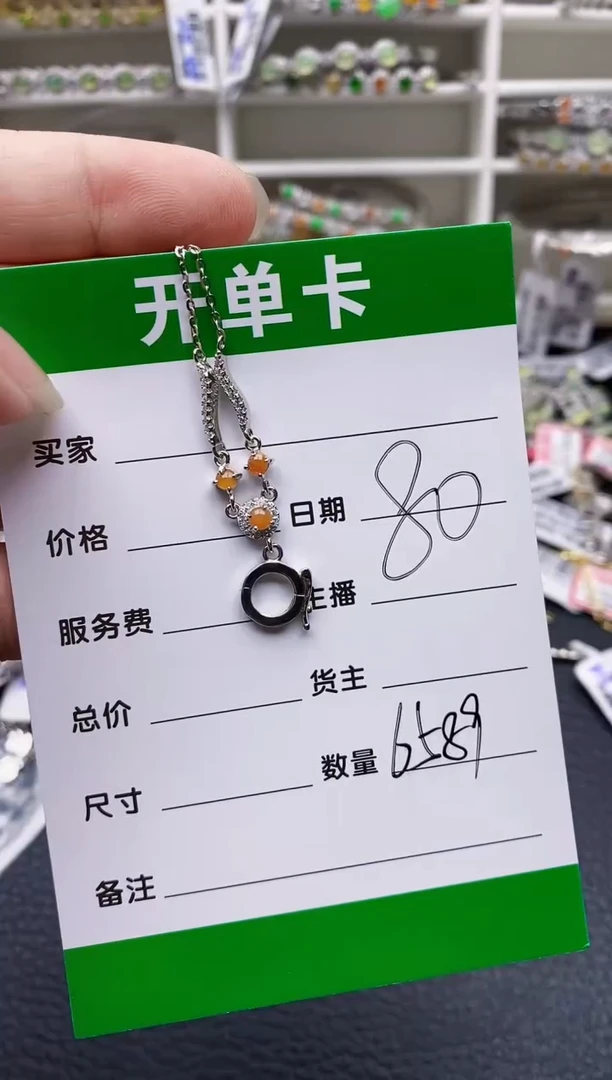 开单卡
买家
价格 日期 80
服务费 主播
总价 货主
尺寸 数量 6589
备注